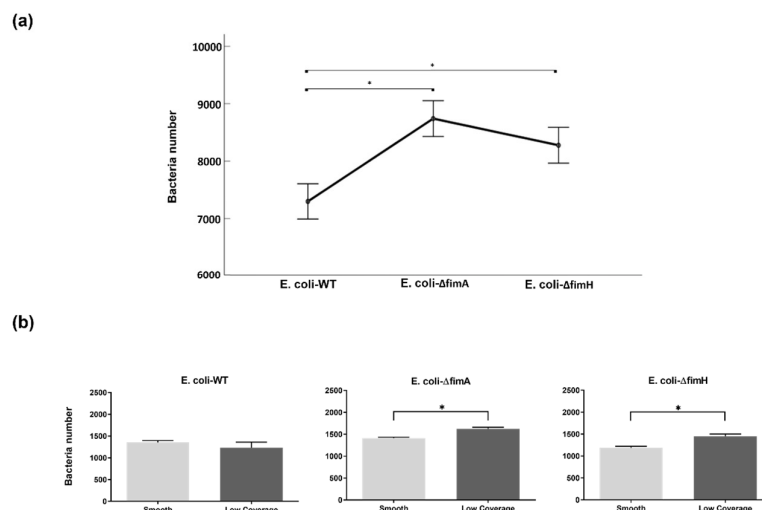 (a)
10000
*
9000
*
8000
7000
6000
Bacteria number
E. coli-WT
E. coli-ΔfimA
E. coli-ΔfimH
(b)
E. coli-WT
2500
2000
1500
1000
500
0
Bacteria number
Smooth
Low Coverage
E. coli-ΔfimA
2500
2000
1500
1000
500
0
*
Smooth
Low Coverage
E. coli-ΔfimH
2500
2000
1500
1000
500
0
*
Smooth
Low Coverage